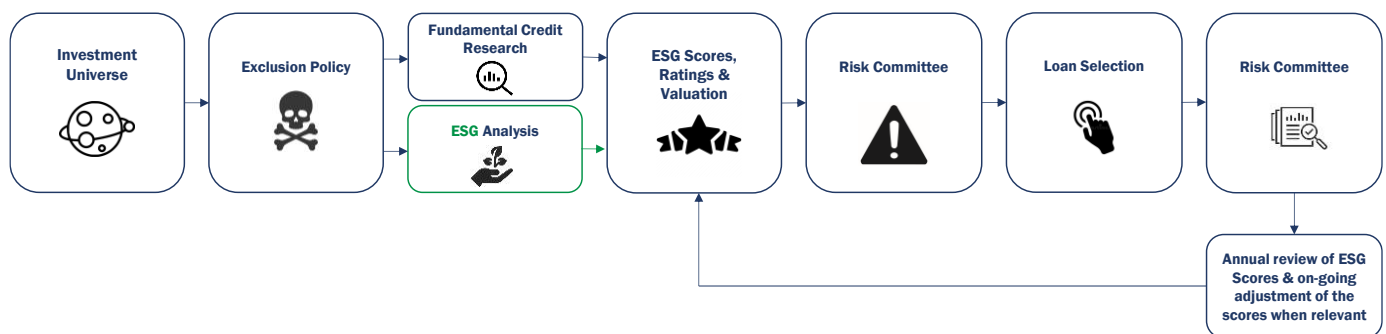 Investment
Universe
Exclusion Policy
Fundamental Credit
Research
ESG Analysis
ESG Scores,
Ratings &
Valuation
Risk Committee
Loan Selection
Risk Committee
Annual review of ESG
Scores & on-going
adjustment of the
scores when relevant